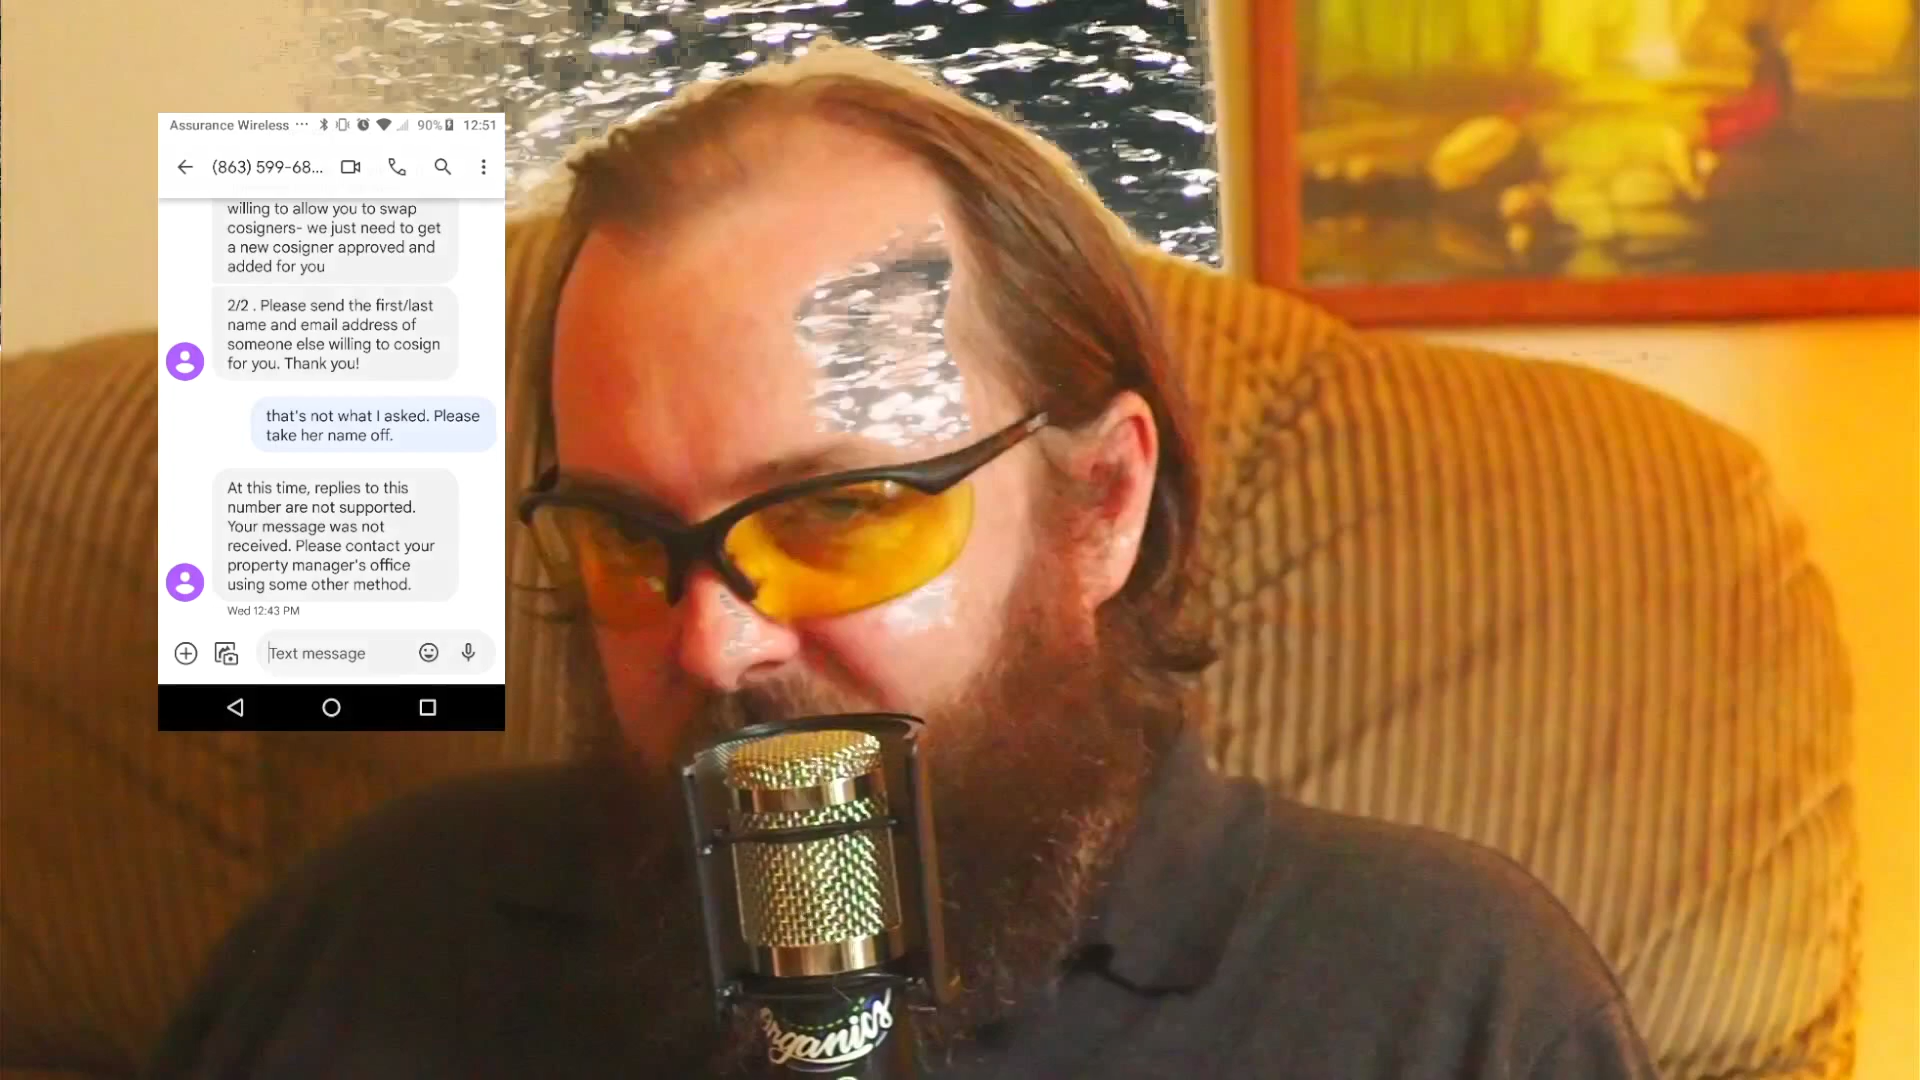 Assurance Wireless ··· 90% 12:51
(863) 599-68...
willing to allow you to swap
cosigners- we just need to get
a new cosigner approved and
added for you
2/2 . Please send the first/last
name and email address of
someone else willing to cosign
for you. Thank you!
that's not what I asked. Please
take her name off.
At this time, replies to this
number are not supported.
Your message was not
received. Please contact your
property manager's office
using some other method.
Wed 12:43 PM
Text message
Organics